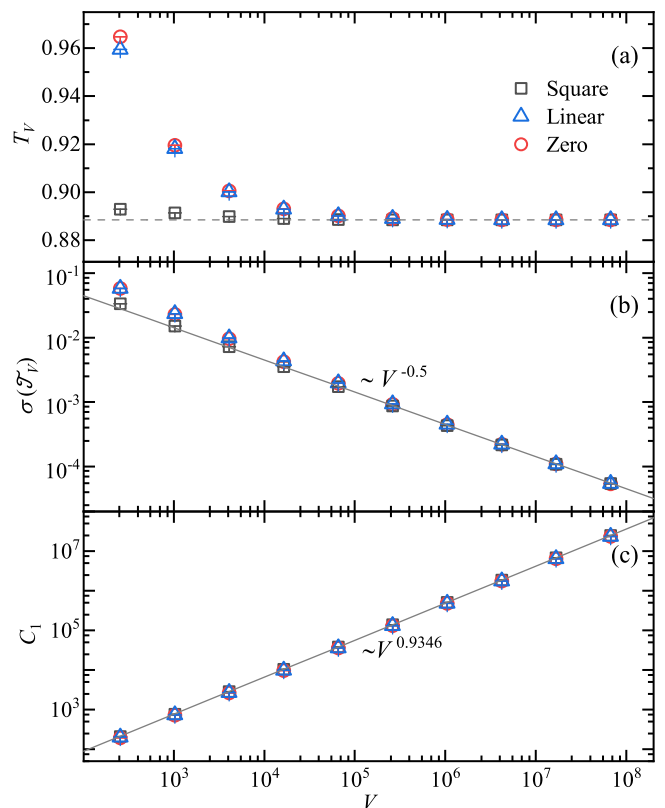 (a)
0.96
0.92
0.90
0.88
T_V
Square
Linear
Zero
(b)
10^-1
10^-2
10^-3
10^-4
σ(𝒯_V)
~ V^-0.5
(c)
10^7
10^5
10^3
C_1
~V^0.9346
10^3 10^4 10^5 10^6 10^7 10^8
V